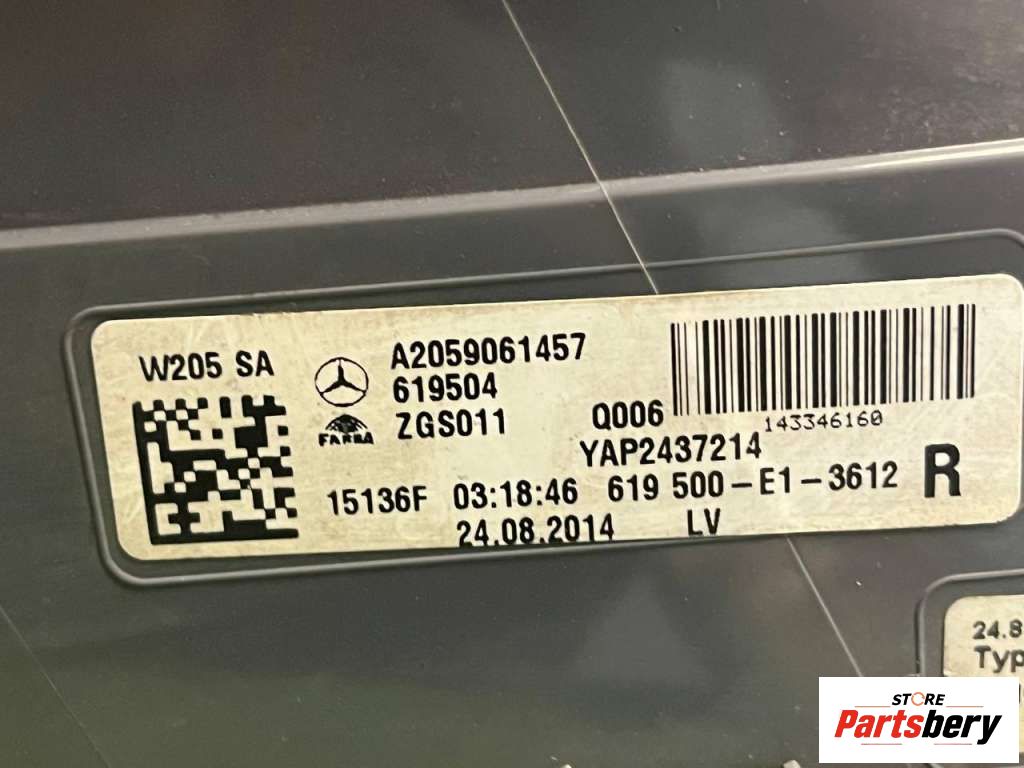 W205 SA
A2059061457
619504
FARBA ZGS011
Q006
143346160
YAP2437214
15136F 03:18:46 619 500-E1-3612 R
24.08.2014 LV
24.8
Typ
STORE
Partsbery